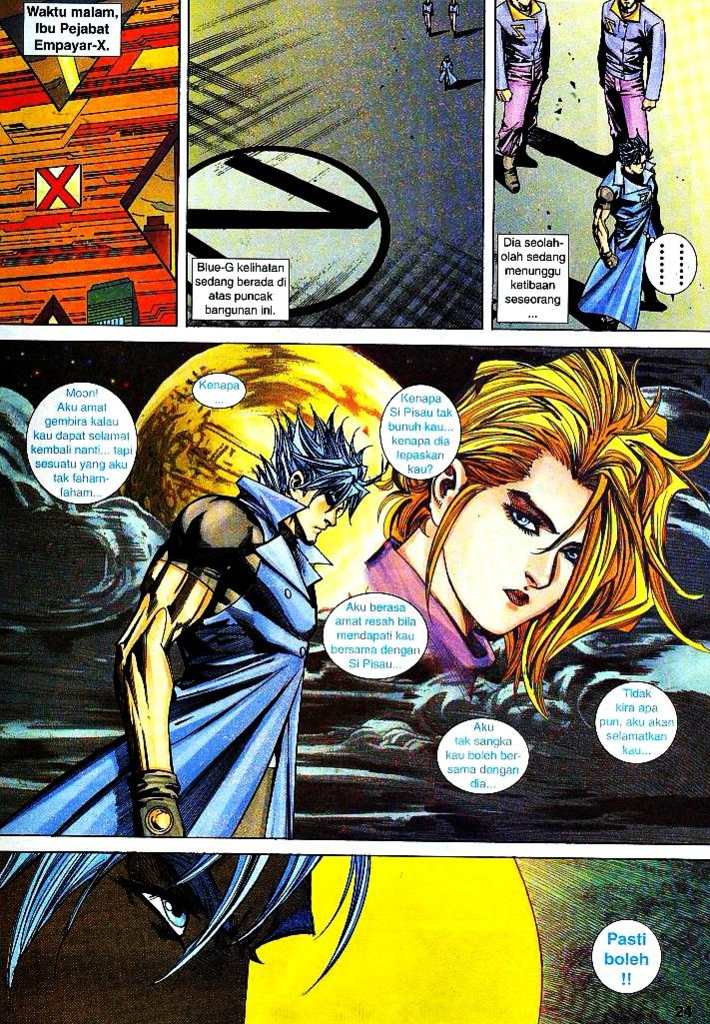 Waktu malam,
Ibu Pejabat
Empayar-X.
X
Blue-G kelihatan
sedang berada di
atas puncak
bangunan ini.
Dia seolah-
olah sedang
menunggu
ketibaan
seseorang
...
Moon!
Aku amat
gembira kalau
kau dapat selamat
kembali nanti... tapi
sesuatu yang aku
tak faham-
faham...
Kenapa
...
Kenapa
Si Pisau tak
bunuh kau...
kenapa dia
lepaskan
kau?
Aku berasa
amat resah bila
mendapati kau
bersama dengan
Si Pisau...
Aku
tak sangka
kau boleh ber-
sama dengan
dia...
Tidak
kira apa
pun, aku akan
selamatkan
kau...
Pasti
boleh
!!
24